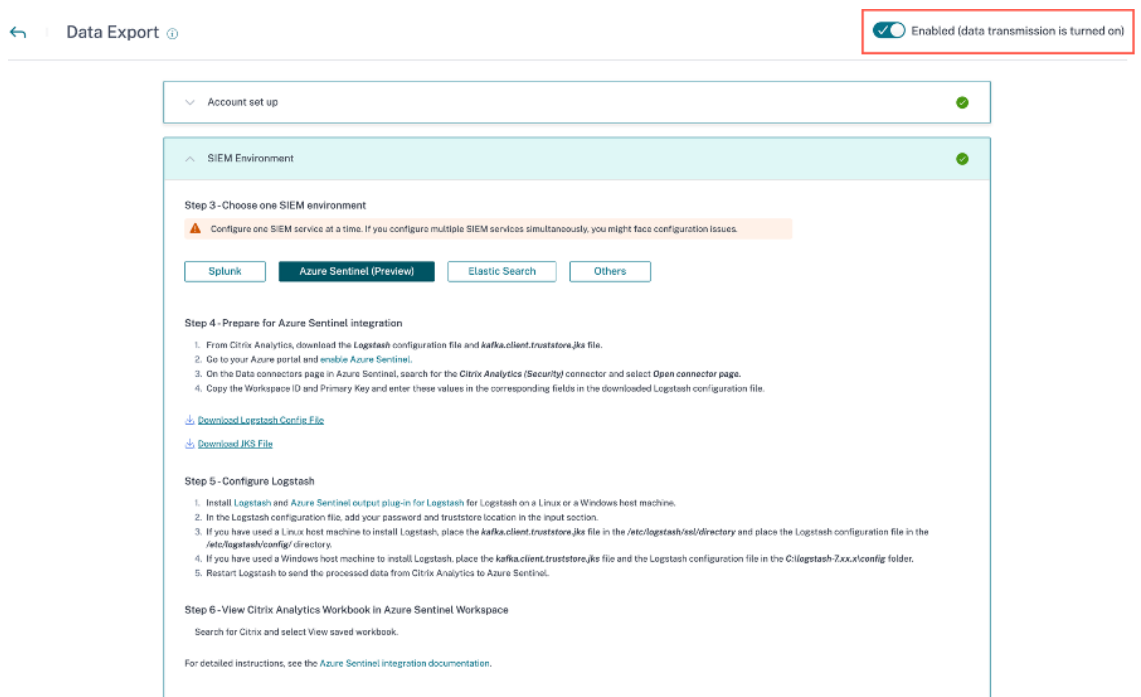 Data Export
Enabled (data transmission is turned on)
Account set up
SIEM Environment
Step 3 - Choose one SIEM environment
Configure one SIEM service at a time. If you configure multiple SIEM services simultaneously, you might face configuration issues.
Splunk
Azure Sentinel (Preview)
Elastic Search
Others
Step 4 - Prepare for Azure Sentinel integration
1. From Citrix Analytics, download the Logstash configuration file and kafka.client.truststore.jks file.
2. Go to your Azure portal and enable Azure Sentinel.
3. On the Data connectors page in Azure Sentinel, search for the Citrix Analytics (Security) connector and select Open connector page.
4. Copy the Workspace ID and Primary Key and enter these values in the corresponding fields in the downloaded Logstash configuration file.
Download Logstash Config File
Download JKS File
Step 5 - Configure Logstash
1. Install Logstash and Azure Sentinel output plug-in for Logstash for Logstash on a Linux or a Windows host machine.
2. In the Logstash configuration file, add your password and truststore location in the input section.
3. If you have used a Linux host machine to install Logstash, place the kafka.client.truststore.jks file in the /etc/logstash/ssl/directory and place the Logstash configuration file in the
/etc/logstash/config/ directory.
4. If you have used a Windows host machine to install Logstash, place the kafka.client.truststore.jks file and the Logstash configuration file in the C:\logstash-7.xx.x\config folder.
5. Restart Logstash to send the processed data from Citrix Analytics to Azure Sentinel.
Step 6 - View Citrix Analytics Workbook in Azure Sentinel Workspace
Search for Citrix and select View saved workbook.
For detailed instructions, see the Azure Sentinel integration documentation.